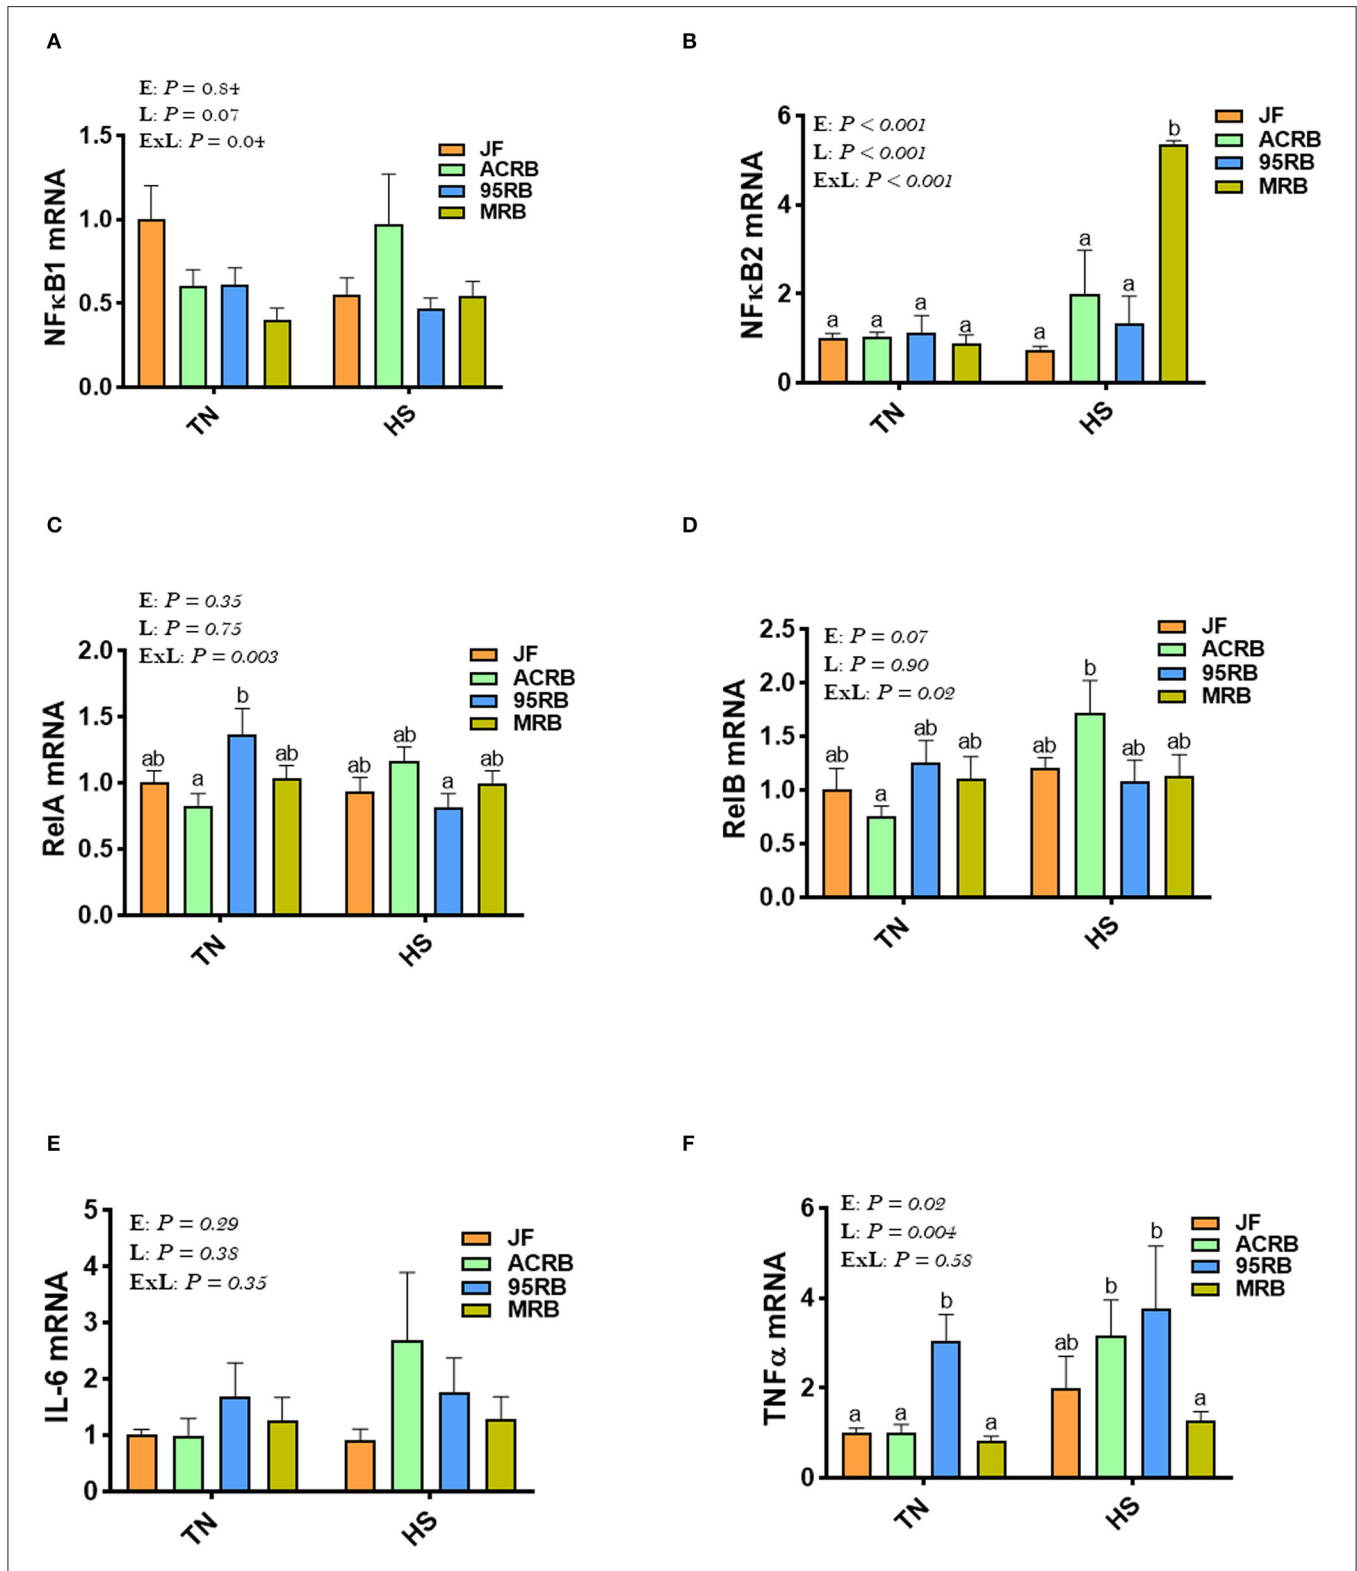 A
E: P = 0.84
L: P = 0.07
ExL: P = 0.04
NFκB1 mRNA
1.5
1.0
0.5
0.0
JF
ACRB
95RB
MRB
TN
HS
B
E: P < 0.001
L: P < 0.001
ExL: P < 0.001
NFκB2 mRNA
6
4
2
0
a
a
a
a
a
a
a
b
JF
ACRB
95RB
MRB
TN
HS
C
E: P = 0.35
L: P = 0.75
ExL: P = 0.003
RelA mRNA
2.0
1.5
1.0
0.5
0.0
ab
a
b
ab
ab
ab
a
ab
JF
ACRB
95RB
MRB
TN
HS
D
E: P = 0.07
L: P = 0.90
ExL: P = 0.02
RelB mRNA
2.5
2.0
1.5
1.0
0.5
0.0
ab
a
ab
ab
ab
b
ab
ab
JF
ACRB
95RB
MRB
TN
HS
E
E: P = 0.29
L: P = 0.38
ExL: P = 0.35
IL-6 mRNA
5
4
3
2
1
0
JF
ACRB
95RB
MRB
TN
HS
F
E: P = 0.02
L: P = 0.004
ExL: P = 0.58
TNFα mRNA
6
4
2
0
a
a
b
a
ab
b
b
a
JF
ACRB
95RB
MRB
TN
HS